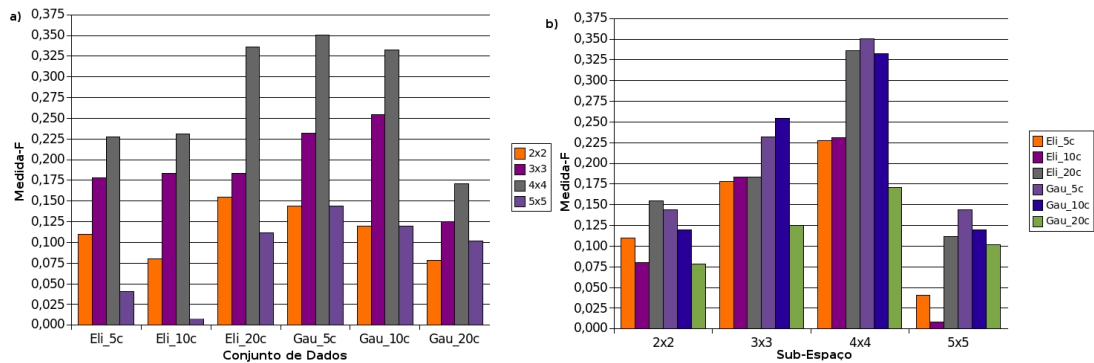 a)
0,375
0,350
0,325
0,300
0,275
0,250
0,225
0,200
0,175
0,150
0,125
0,100
0,075
0,050
0,025
0,000
Medida-F
Eli_5c Eli_10c Eli_20c Gau_5c Gau_10c Gau_20c
Conjunto de Dados
2x2
3x3
4x4
5x5
b)
0,375
0,350
0,325
0,300
0,275
0,250
0,225
0,200
0,175
0,150
0,125
0,100
0,075
0,050
0,025
0,000
Medida-F
2x2 3x3 4x4 5x5
Sub-Espaço
Eli_5c
Eli_10c
Eli_20c
Gau_5c
Gau_10c
Gau_20c